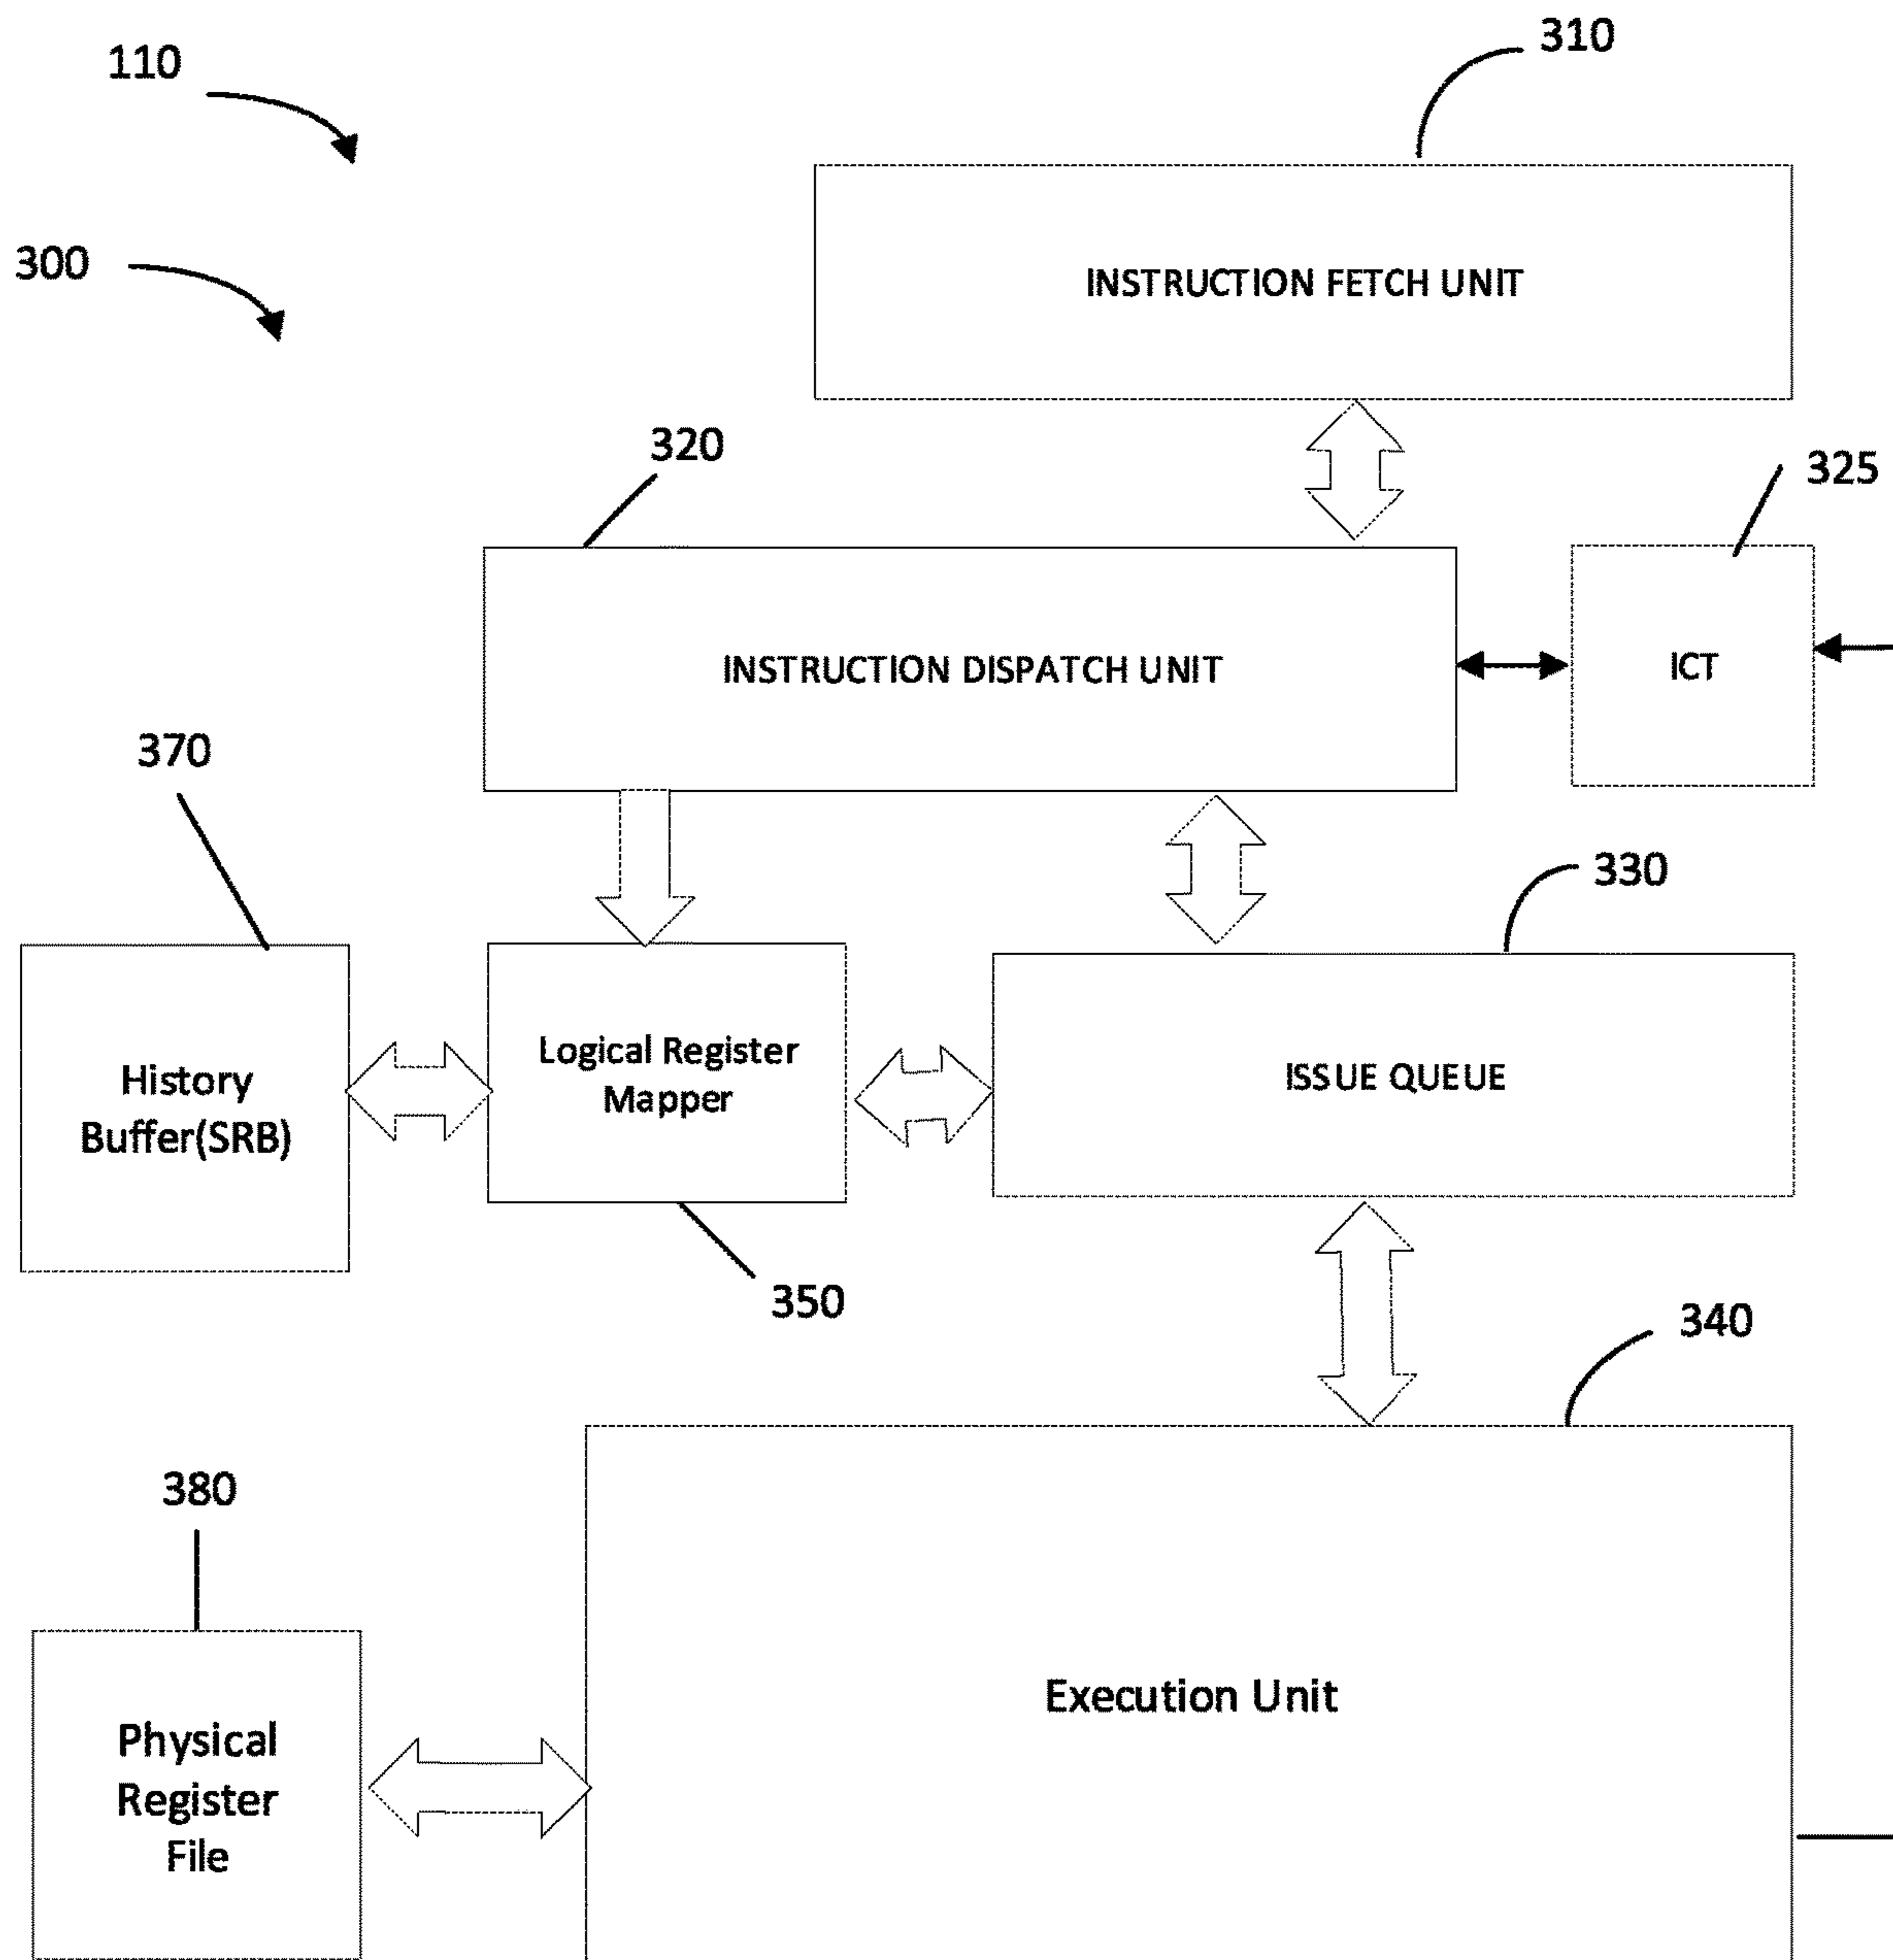 110
310
300
INSTRUCTION FETCH UNIT
320
325
INSTRUCTION DISPATCH UNIT
ICT
370
330
History
Buffer(SRB)
Logical Register
Mapper
ISSUE QUEUE
350
340
380
Execution Unit
Physical
Register
File